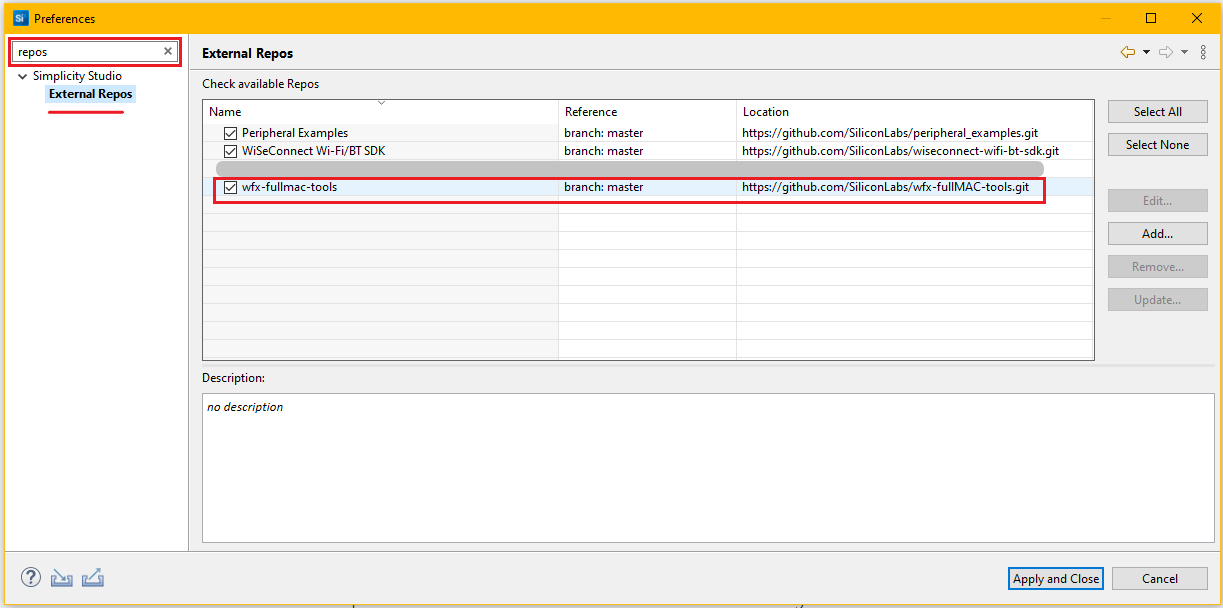 Si Preferences
repos
Simplicity Studio
External Repos
External Repos
Check available Repos
Name Reference Location
Peripheral Examples branch: master https://github.com/SiliconLabs/peripheral_examples.git
WiSeConnect Wi-Fi/BT SDK branch: master https://github.com/SiliconLabs/wiseconnect-wifi-bt-sdk.git
wfx-fullmac-tools branch: master https://github.com/SiliconLabs/wfx-fullMAC-tools.git
Select All
Select None
Edit...
Add...
Remove...
Update...
Description:
no description
?
Apply and Close Cancel